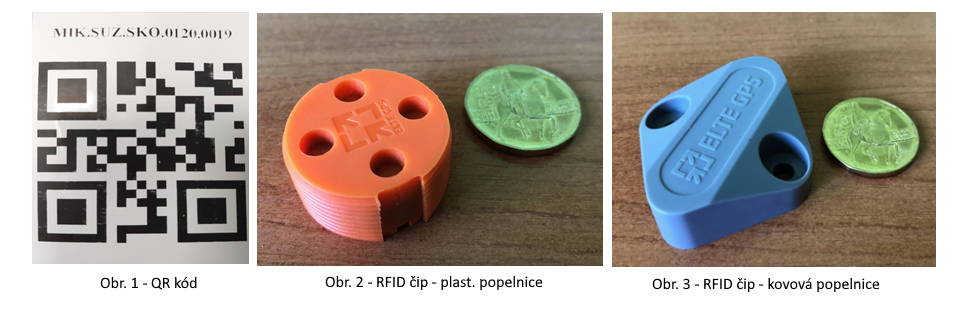 MIK.SUZ.SKO.0120.0019
ELTE
ELTE GPS
Obr. 1 - QR kód
Obr. 2 - RFID čip - plast. popelnice
Obr. 3 - RFID čip - kovová popelnice